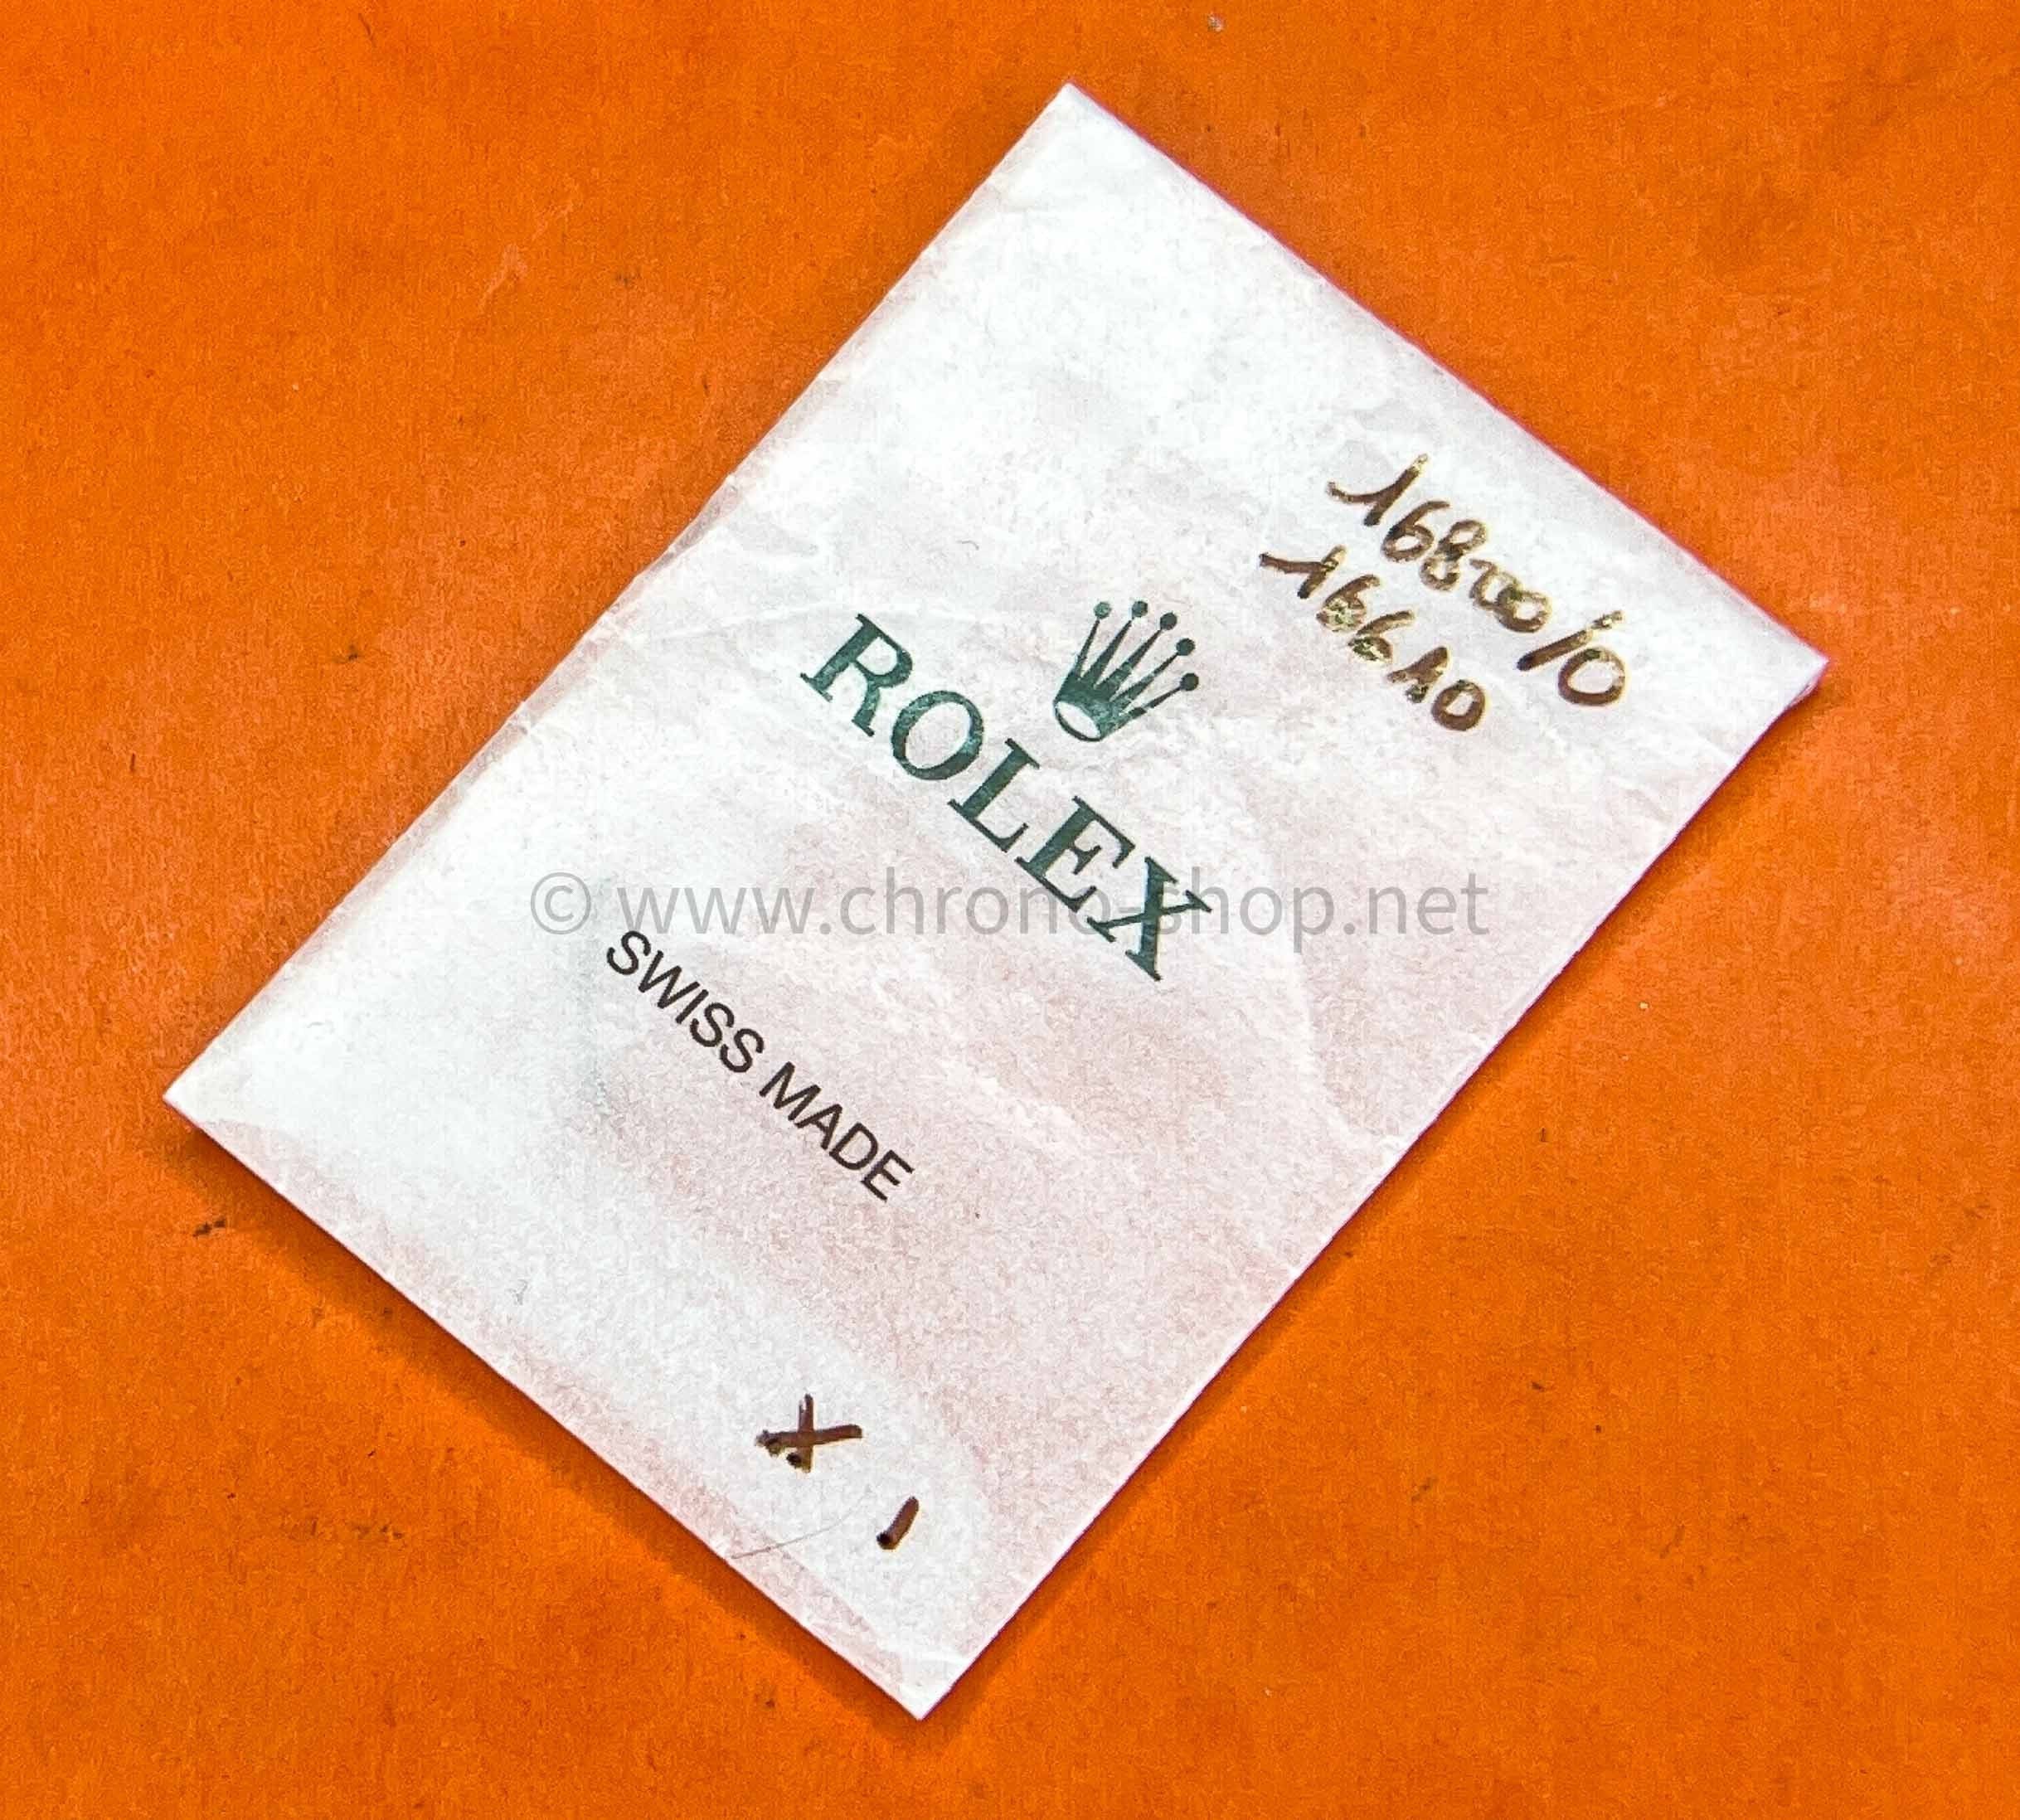 16800/0
16610
ROLEX
© www.chrono-shop.net
SWISS MADE
X 1